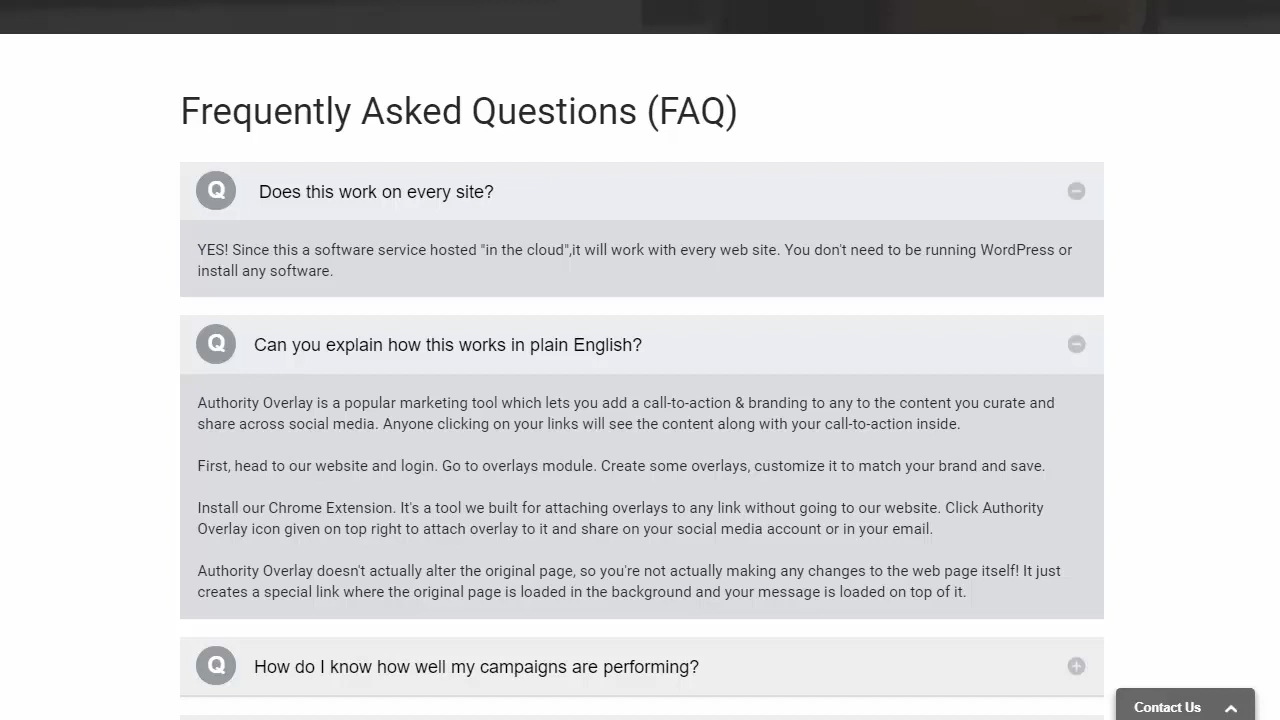 Frequently Asked Questions (FAQ)
Q Does this work on every site?
YES! Since this a software service hosted "in the cloud",it will work with every web site. You don't need to be running WordPress or
install any software.
Q Can you explain how this works in plain English?
Authority Overlay is a popular marketing tool which lets you add a call-to-action & branding to any to the content you curate and
share across social media. Anyone clicking on your links will see the content along with your call-to-action inside.
First, head to our website and login. Go to overlays module. Create some overlays, customize it to match your brand and save.
Install our Chrome Extension. It's a tool we built for attaching overlays to any link without going to our website. Click Authority
Overlay icon given on top right to attach overlay to it and share on your social media account or in your email.
Authority Overlay doesn't actually alter the original page, so you're not actually making any changes to the web page itself! It just
creates a special link where the original page is loaded in the background and your message is loaded on top of it.
Q How do I know how well my campaigns are performing?
Contact Us